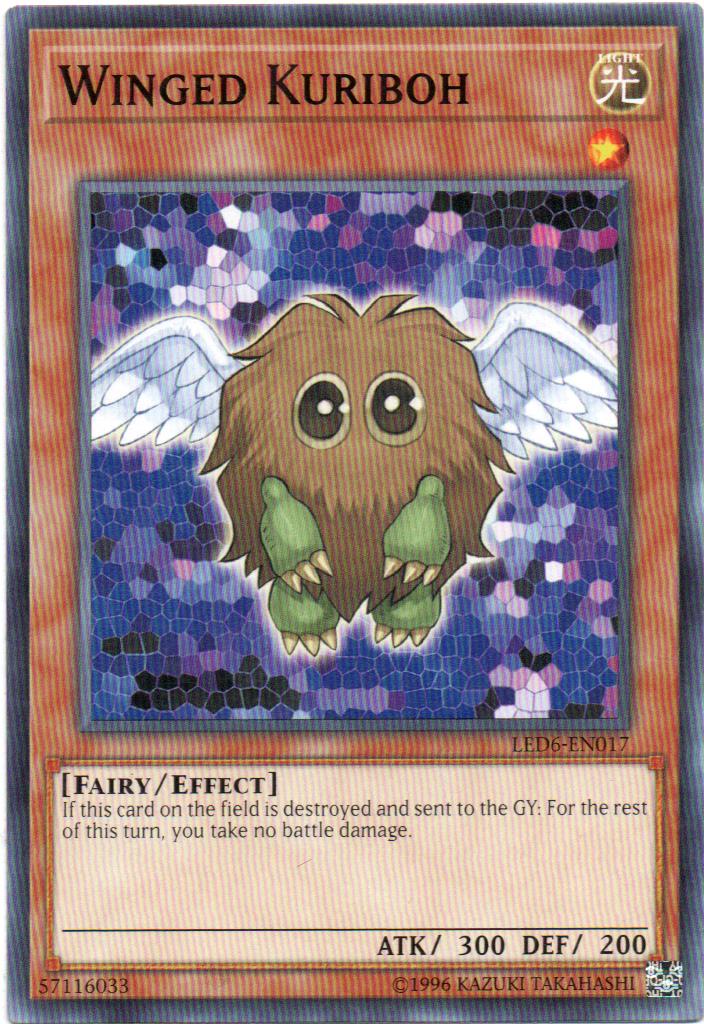 WINGED KURIBOH
LIGHT
光
LED6-EN017
[FAIRY/EFFECT]
If this card on the field is destroyed and sent to the GY: For the rest
of this turn, you take no battle damage.
ATK/ 300 DEF/ 200
57116033
©1996 KAZUKI TAKAHASHI